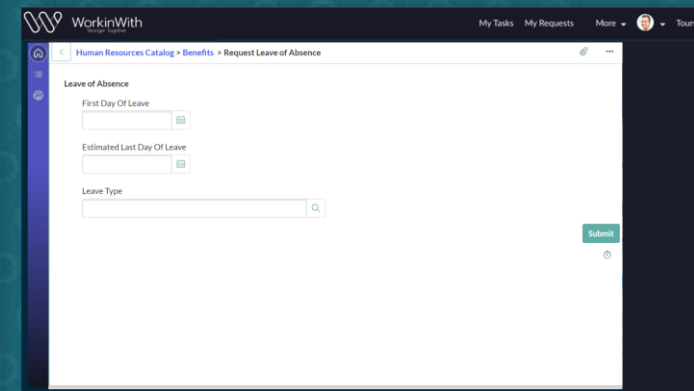 WorkinWith
Stronger Together
My Tasks My Requests More Tours
Human Resources Catalog > Benefits > Request Leave of Absence
Leave of Absence
First Day Of Leave
Estimated Last Day Of Leave
Leave Type
Submit